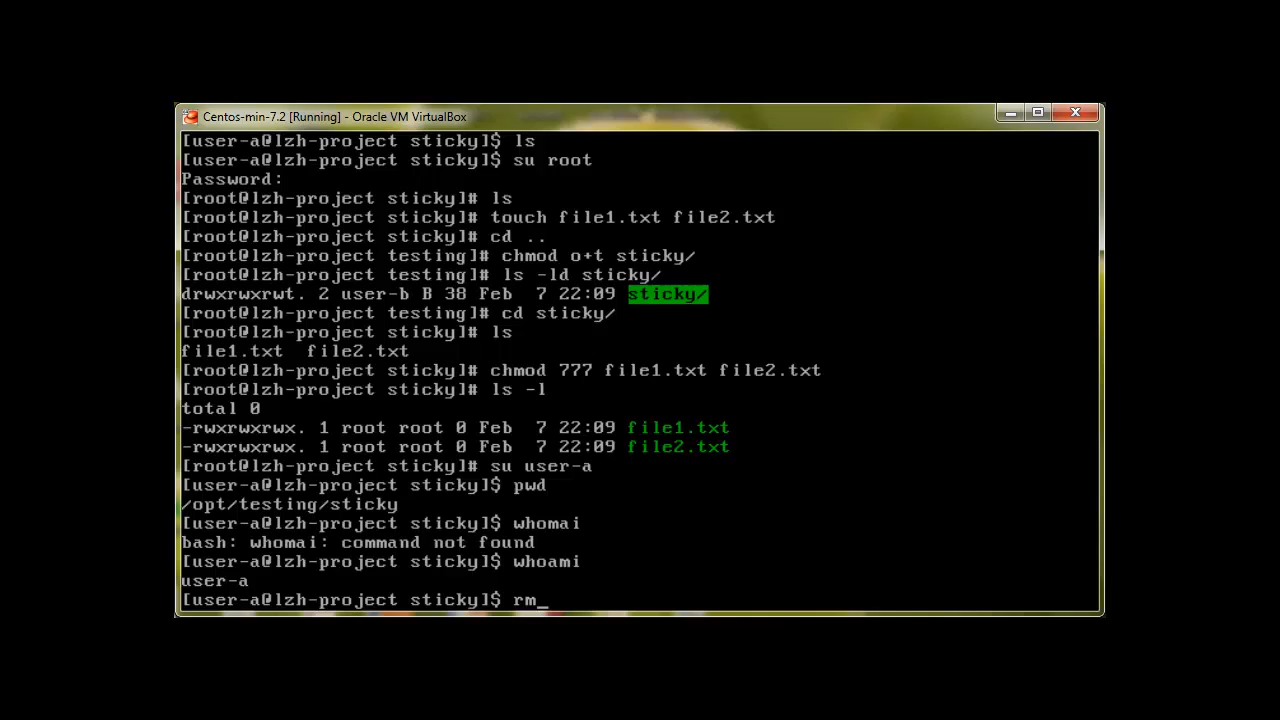 Centos-min-7.2 [Running] - Oracle VM VirtualBox
[user-a@lzh-project sticky]$ ls
[user-a@lzh-project sticky]$ su root
Password:
[root@lzh-project sticky]# ls
[root@lzh-project sticky]# touch file1.txt file2.txt
[root@lzh-project sticky]# cd ..
[root@lzh-project testing]# chmod o+t sticky/
[root@lzh-project testing]# ls -ld sticky/
drwxrwxrwt. 2 user-b B 38 Feb  7 22:09 sticky/
[root@lzh-project testing]# cd sticky/
[root@lzh-project sticky]# ls
file1.txt  file2.txt
[root@lzh-project sticky]# chmod 777 file1.txt file2.txt
[root@lzh-project sticky]# ls -l
total 0
-rwxrwxrwx. 1 root root 0 Feb  7 22:09 file1.txt
-rwxrwxrwx. 1 root root 0 Feb  7 22:09 file2.txt
[root@lzh-project sticky]# su user-a
[user-a@lzh-project sticky]$ pwd
/opt/testing/sticky
[user-a@lzh-project sticky]$ whomai
bash: whomai: command not found
[user-a@lzh-project sticky]$ whoami
user-a
[user-a@lzh-project sticky]$ rm_